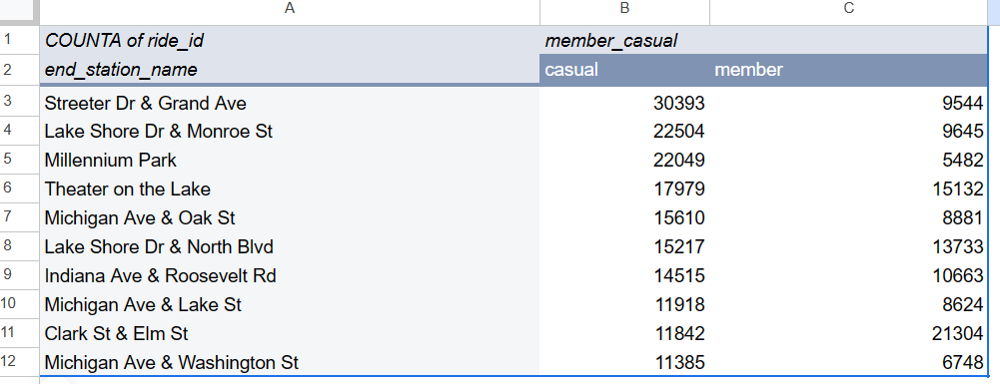 A B C
1 COUNTA of ride_id member_casual
2 end_station_name casual member
3 Streeter Dr & Grand Ave 30393 9544
4 Lake Shore Dr & Monroe St 22504 9645
5 Millennium Park 22049 5482
6 Theater on the Lake 17979 15132
7 Michigan Ave & Oak St 15610 8881
8 Lake Shore Dr & North Blvd 15217 13733
9 Indiana Ave & Roosevelt Rd 14515 10663
10 Michigan Ave & Lake St 11918 8624
11 Clark St & Elm St 11842 21304
12 Michigan Ave & Washington St 11385 6748